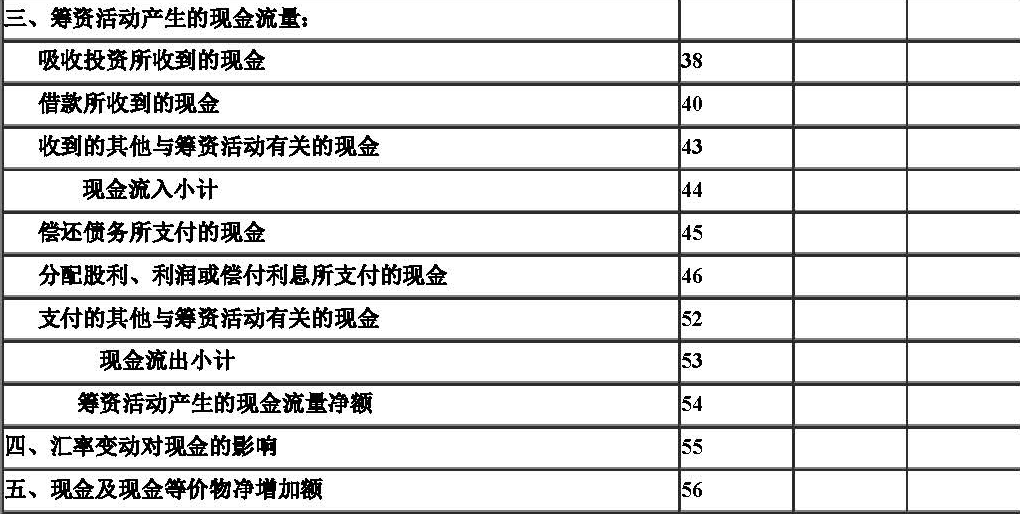 三、筹资活动产生的现金流量：
吸收投资所收到的现金 38
借款所收到的现金 40
收到的其他与筹资活动有关的现金 43
现金流入小计 44
偿还债务所支付的现金 45
分配股利、利润或偿付利息所支付的现金 46
支付的其他与筹资活动有关的现金 52
现金流出小计 53
筹资活动产生的现金流量净额 54
四、汇率变动对现金的影响 55
五、现金及现金等价物净增加额 56